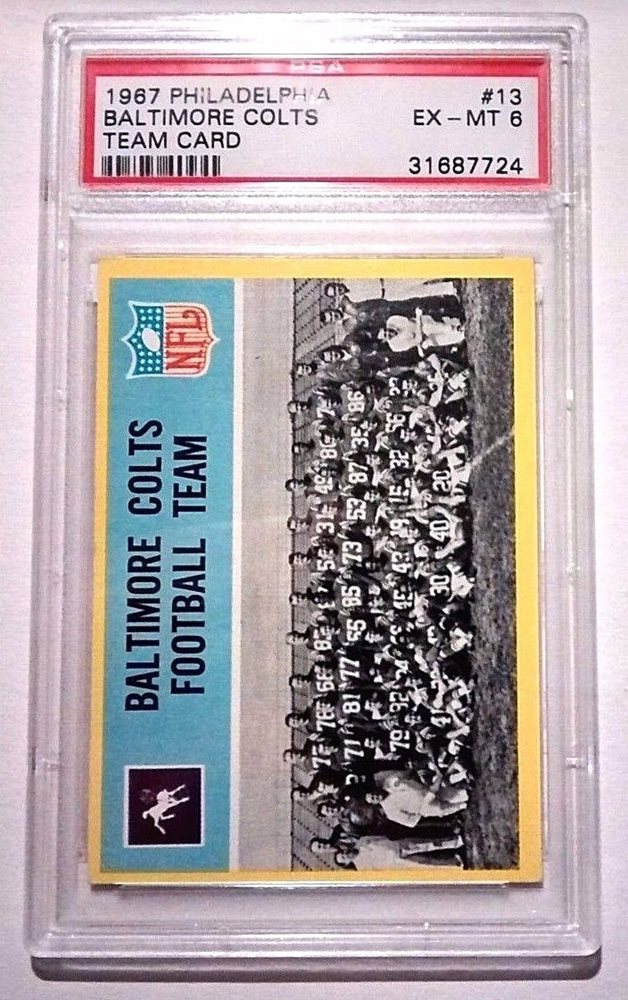 PSA
1967 PHILADELPHIA #13
BALTIMORE COLTS EX-MT 6
TEAM CARD
31687724
NFL
BALTIMORE COLTS
FOOTBALL TEAM